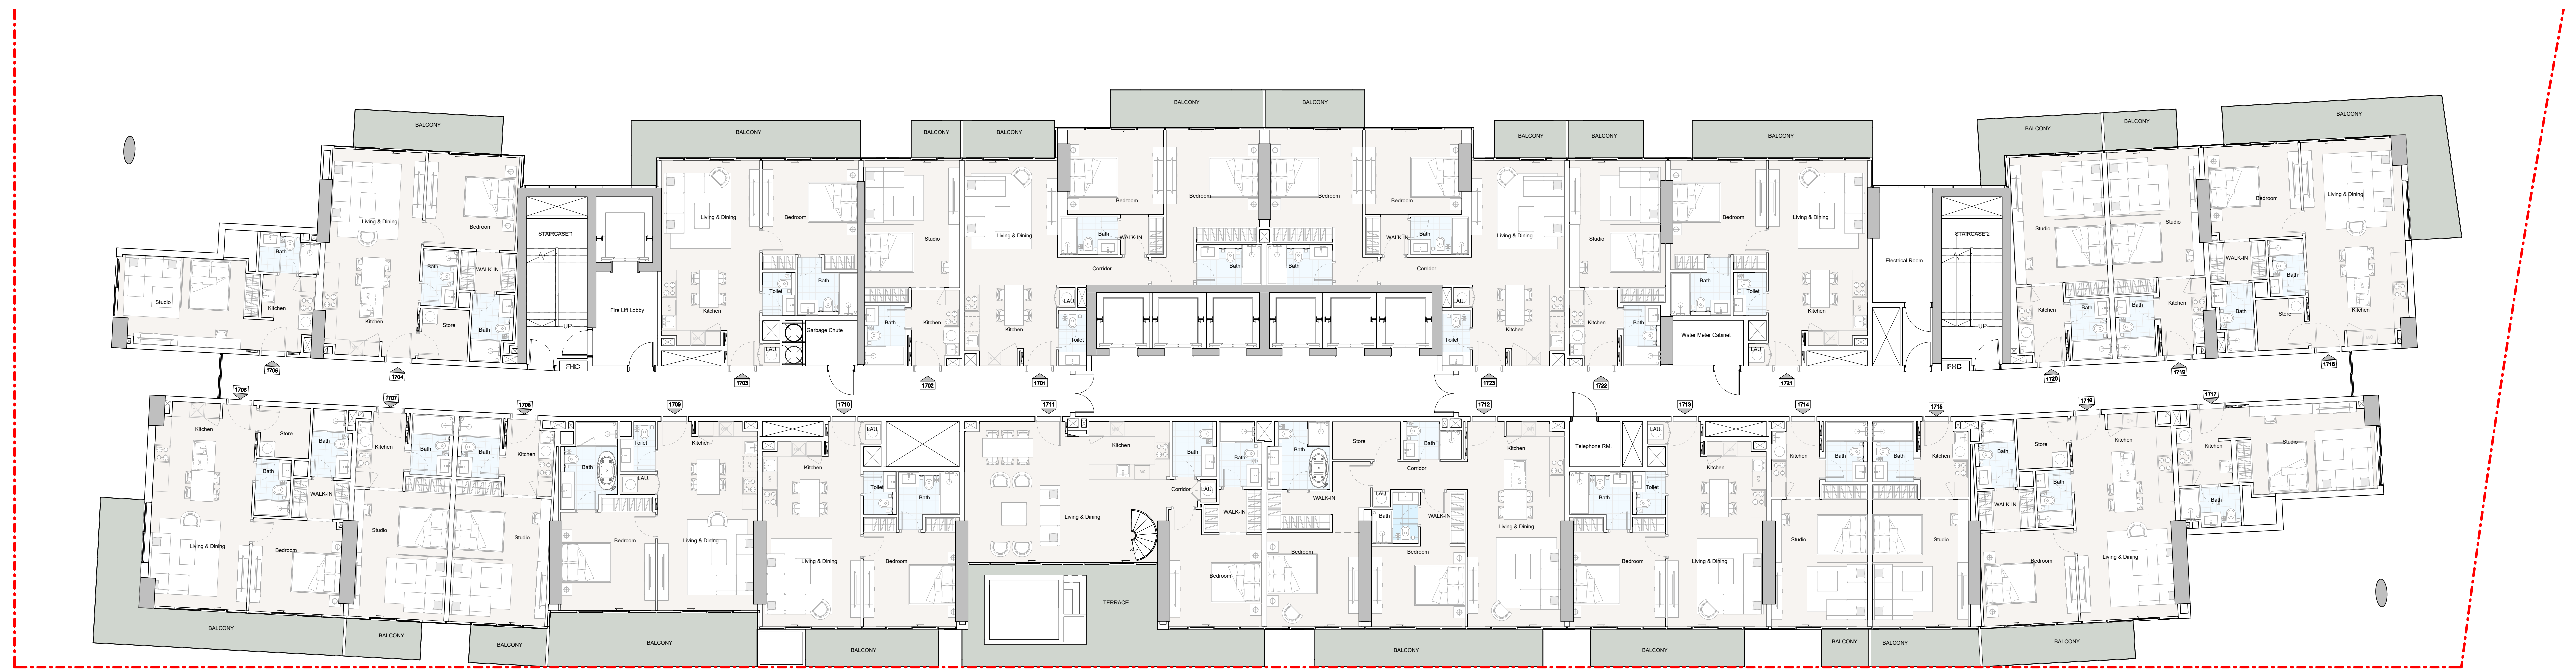 BALCONY
BALCONY
BALCONY
BALCONY
BALCONY
BALCONY
BALCONY
BALCONY
BALCONY
BALCONY
BALCONY
BALCONY
BALCONY
Living & Dining
Bedroom
STAIRCASE 1
Living & Dining
Bedroom
Studio
Living & Dining
Bedroom
Bedroom
Bedroom
Bedroom
Living & Dining
Studio
Bedroom
Living & Dining
STAIRCASE 2
Studio
Studio
Bedroom
Living & Dining
Bath
Bath
WALK-IN
Bath
WALK-IN
WALK-IN
Bath
Corridor
Bath
Bath
Corridor
Electrical Room
WALK-IN
Bath
Studio
Kitchen
Kitchen
Store
Bath
UP
Fire Lift Lobby
Kitchen
Toilet
Bath
LAU.
Garbage Chute
Bath
Kitchen
Kitchen
LAU.
Toilet
LAU.
Toilet
Kitchen
Kitchen
Bath
Bath
Toilet
Water Meter Cabinet
LAU.
Kitchen
UP
Kitchen
Bath
Bath
Kitchen
Bath
Store
Kitchen
FHC
FHC
1705
1704
1703
1702
1701
1723
1722
1721
1720
1719
1718
1706
1707
1708
1709
1710
1711
1712
1713
1714
1715
1716
1717
Kitchen
Store
Bath
Bath
WALK-IN
Kitchen
Bath
Bath
Kitchen
Bath
Toilet
LAU.
Kitchen
Kitchen
LAU.
Toilet
Bath
Kitchen
Corridor
Bath
LAU.
Bath
WALK-IN
Bath
WALK-IN
Store
Bath
Corridor
LAU.
Bath
WALK-IN
Kitchen
Telephone RM.
LAU.
Bath
Toilet
Kitchen
Kitchen
Bath
Bath
Kitchen
Bath
Store
Bath
WALK-IN
Kitchen
Kitchen
Bath
Studio
Living & Dining
Bedroom
Studio
Studio
Bedroom
Living & Dining
Living & Dining
Bedroom
Living & Dining
Bedroom
Bedroom
Bedroom
Living & Dining
Bedroom
Living & Dining
Studio
Studio
Bedroom
Living & Dining
TERRACE
BALCONY
BALCONY
BALCONY
BALCONY
BALCONY
BALCONY
BALCONY
BALCONY
BALCONY
BALCONY